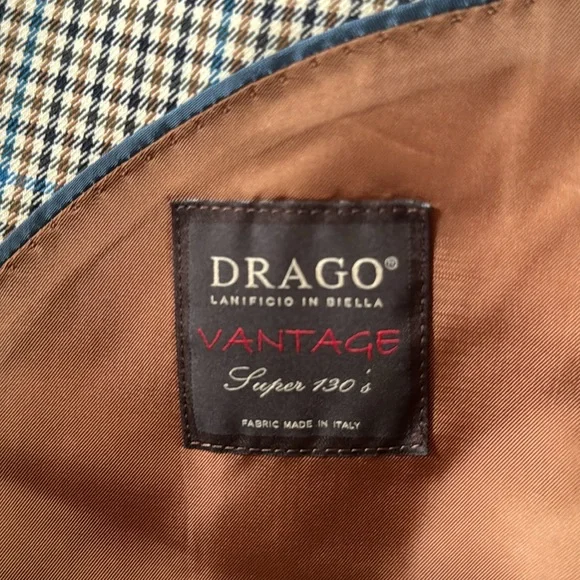 DRAGO®
LANIFICIO IN BIELLA
VANTAGE
Super 130's
FABRIC MADE IN ITALY